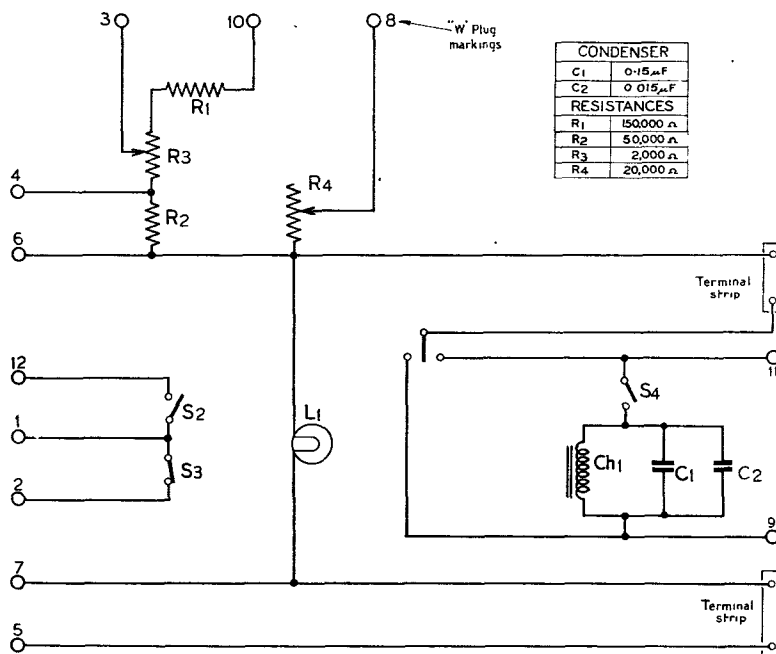 3
10
8
"W" Plug
markings
CONDENSER
C1 0·15μF
C2 0 015μF
RESISTANCES
R1 150,000 Ω
R2 50,000 Ω
R3 2,000 Ω
R4 20,000 Ω
R1
R3
R4
4
R2
6
Terminal
strip
12
11
S2
S4
1
L1
S3
Ch1
C1
C2
2
9
7
Terminal
strip
5